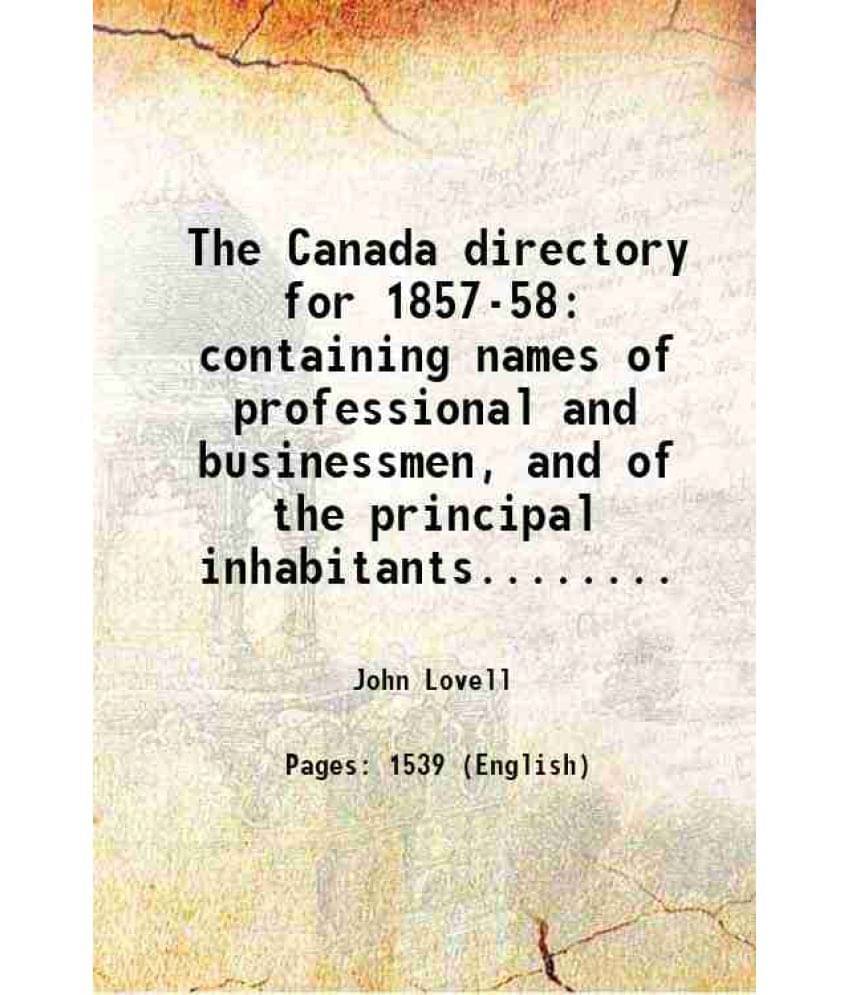 The Canada directory
for 1857-58:
containing names of
professional and
businessmen, and of
the principal
inhabitants........
John Lovell
Pages: 1539 (English)